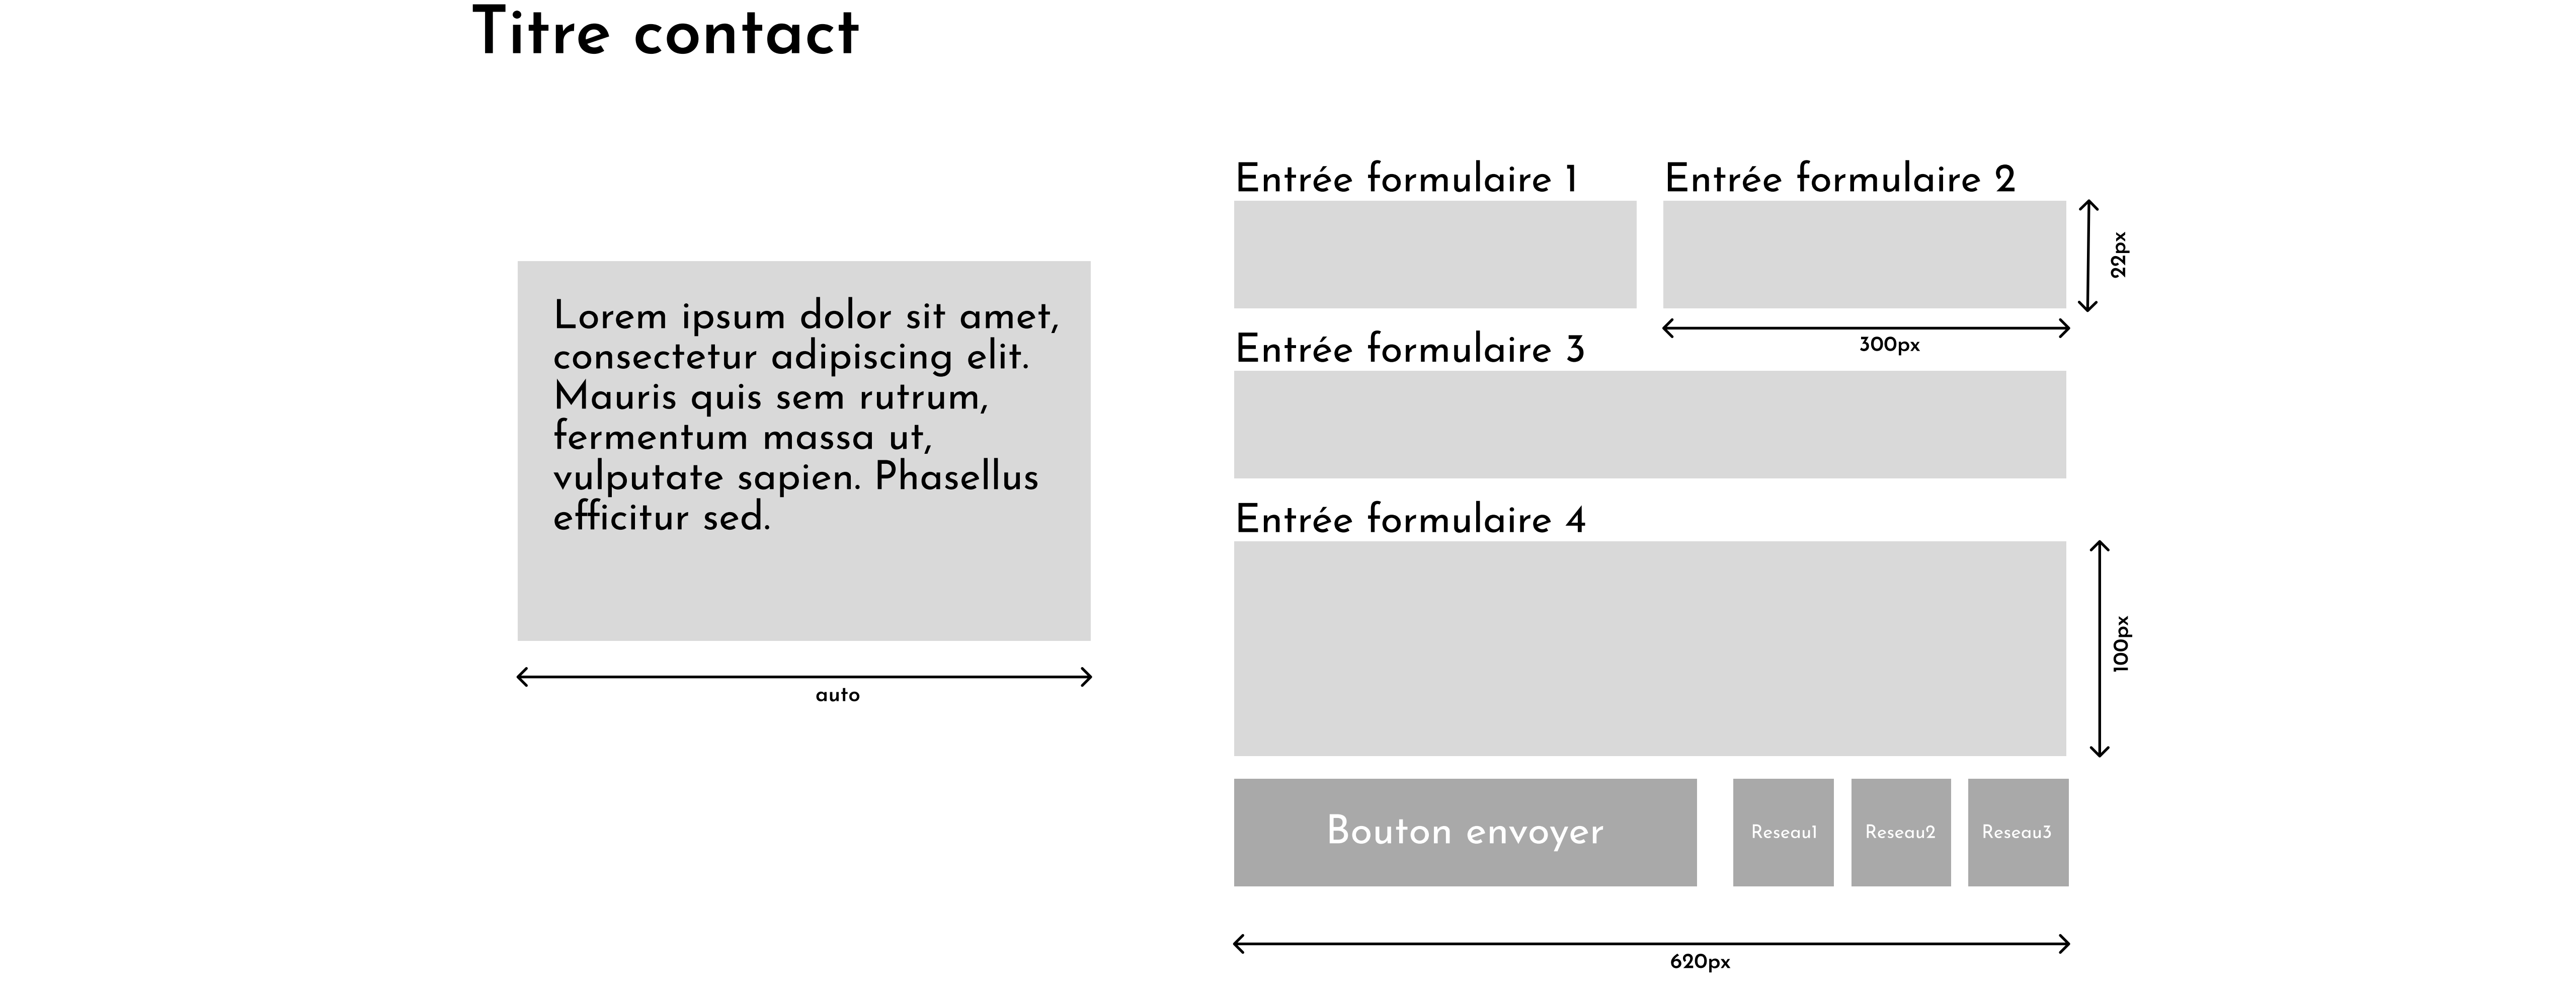 Titre contact
Lorem ipsum dolor sit amet,
consectetur adipiscing elit.
Mauris quis sem rutrum,
fermentum massa ut,
vulputate sapien. Phasellus
efficitur sed.
auto
Entrée formulaire 1
Entrée formulaire 2
22px
300px
Entrée formulaire 3
Entrée formulaire 4
100px
Bouton envoyer
Reseau1
Reseau2
Reseau3
620px